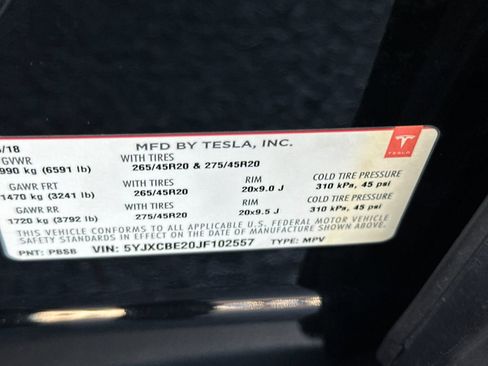 /18
MFD BY TESLA, INC.
TESLA
GVWR WITH TIRES
990 kg (6591 lb) 265/45R20 & 275/45R20
GAWR FRT WITH TIRES RIM COLD TIRE PRESSURE
1470 kg (3241 lb) 265/45R20 20x9.0 J 310 kPa, 45 psi
GAWR RR WITH TIRES RIM COLD TIRE PRESSURE
1720 kg (3792 lb) 275/45R20 20x9.5 J 310 kPa, 45 psi
THIS VEHICLE CONFORMS TO ALL APPLICABLE U.S. FEDERAL MOTOR VEHICLE
SAFETY STANDARDS IN EFFECT ON THE DATE OF MANUFACTURE SHOWN ABOVE.
PNT: PBSB VIN: 5YJXCBE20JF102557 TYPE: MPV